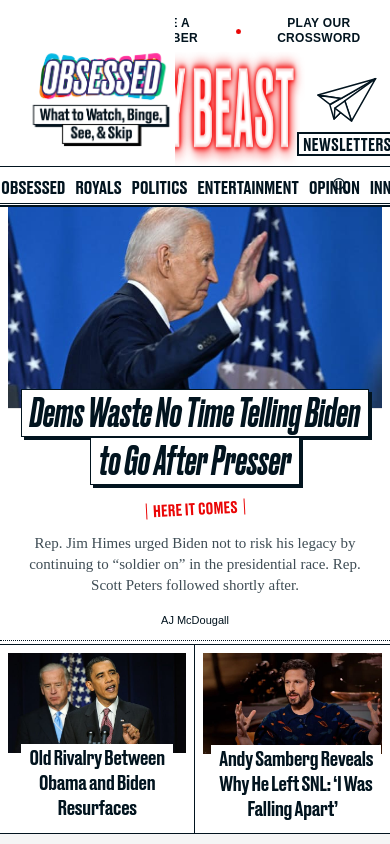 E A
BER
PLAY OUR
CROSSWORD
OBSESSED
What to Watch, Binge,
See, & Skip
Y BEAST
NEWSLETTERS
OBSESSED ROYALS POLITICS ENTERTAINMENT OPINION INN
Dems Waste No Time Telling Biden
to Go After Presser
HERE IT COMES
Rep. Jim Himes urged Biden not to risk his legacy by
continuing to “soldier on” in the presidential race. Rep.
Scott Peters followed shortly after.
AJ McDougall
Old Rivalry Between
Obama and Biden
Resurfaces
Andy Samberg Reveals
Why He Left SNL: ‘I Was
Falling Apart’